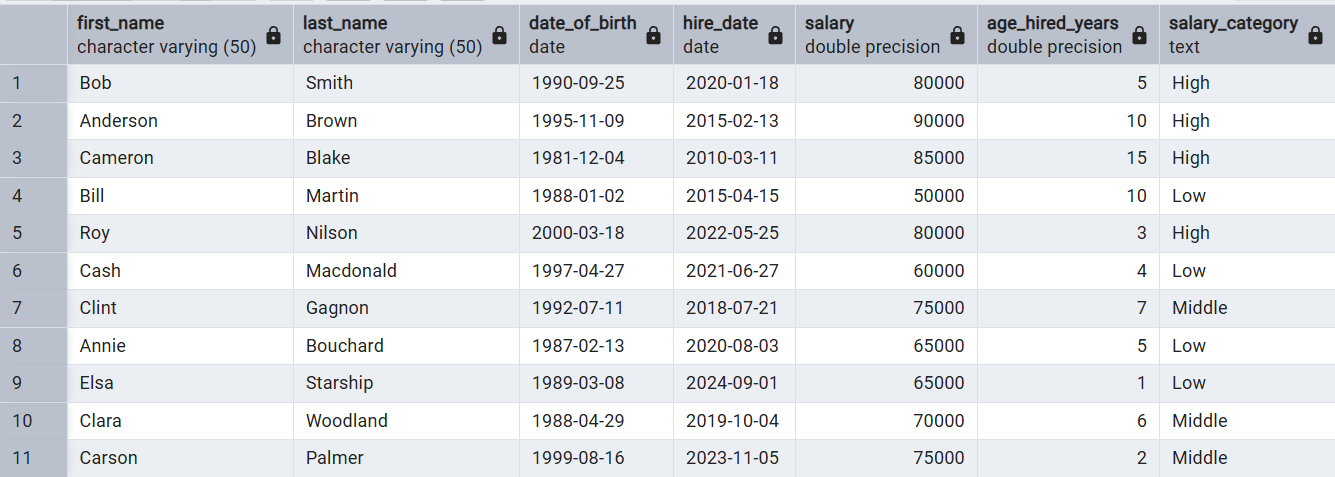 first_name last_name date_of_birth hire_date salary age_hired_years salary_category
character varying (50) character varying (50) date date double precision double precision text
1 Bob Smith 1990-09-25 2020-01-18 80000 5 High
2 Anderson Brown 1995-11-09 2015-02-13 90000 10 High
3 Cameron Blake 1981-12-04 2010-03-11 85000 15 High
4 Bill Martin 1988-01-02 2015-04-15 50000 10 Low
5 Roy Nilson 2000-03-18 2022-05-25 80000 3 High
6 Cash Macdonald 1997-04-27 2021-06-27 60000 4 Low
7 Clint Gagnon 1992-07-11 2018-07-21 75000 7 Middle
8 Annie Bouchard 1987-02-13 2020-08-03 65000 5 Low
9 Elsa Starship 1989-03-08 2024-09-01 65000 1 Low
10 Clara Woodland 1988-04-29 2019-10-04 70000 6 Middle
11 Carson Palmer 1999-08-16 2023-11-05 75000 2 Middle